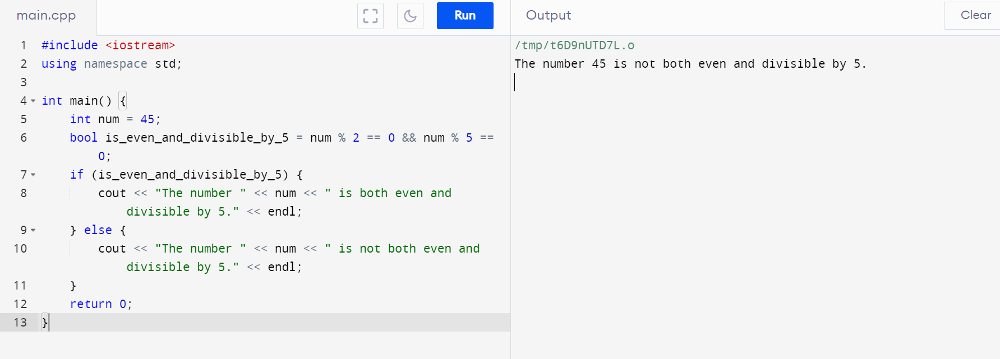 main.cpp
Run
Output
Clear
1 #include <iostream>
2 using namespace std;
3
4 int main() {
5     int num = 45;
6     bool is_even_and_divisible_by_5 = num % 2 == 0 && num % 5 ==
        0;
7     if (is_even_and_divisible_by_5) {
8         cout << "The number " << num << " is both even and
            divisible by 5." << endl;
9     } else {
10         cout << "The number " << num << " is not both even and
            divisible by 5." << endl;
11     }
12     return 0;
13 }
/tmp/t6D9nUTD7L.o
The number 45 is not both even and divisible by 5.